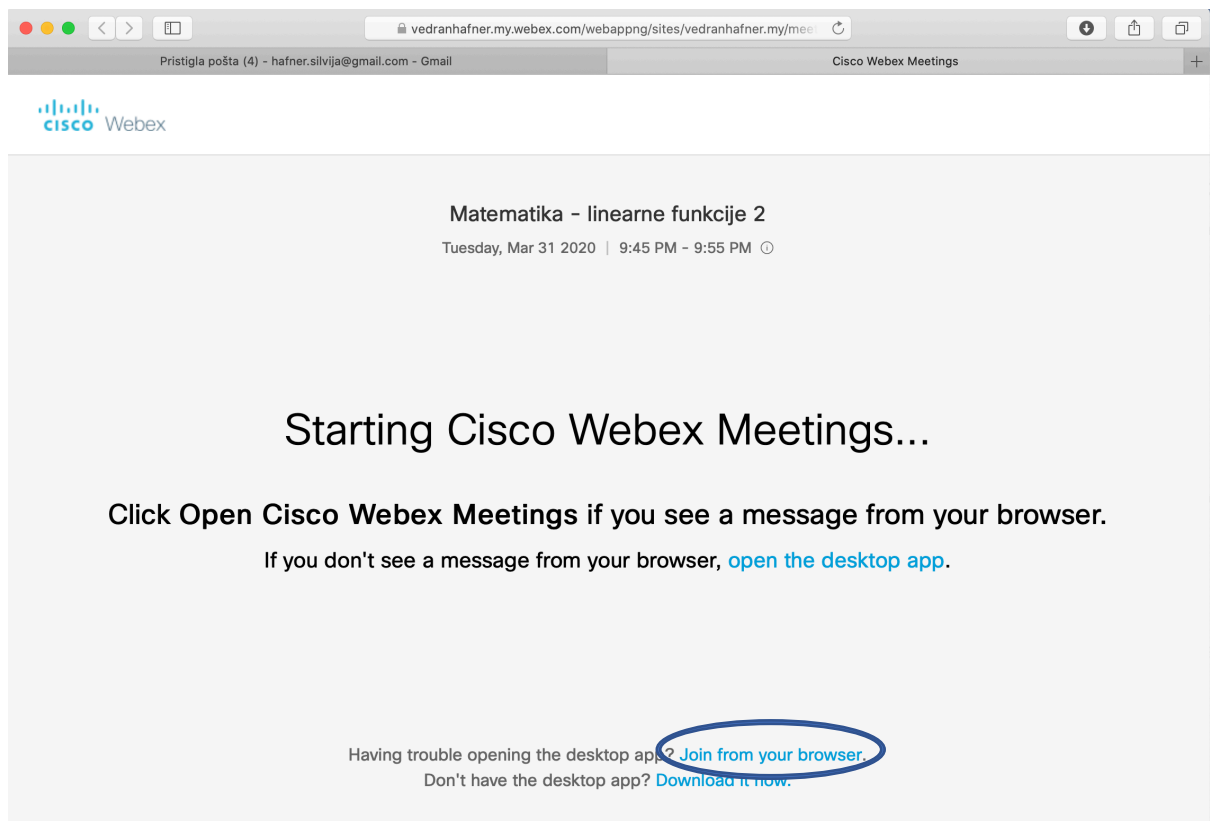 vedranhafner.my.webex.com/webappng/sites/vedranhafner.my/mee
Pristigla pošta (4) - hafner.silvija@gmail.com - Gmail
Cisco Webex Meetings
cisco Webex
Matematika - linearne funkcije 2
Tuesday, Mar 31 2020 | 9:45 PM - 9:55 PM
Starting Cisco Webex Meetings...
Click Open Cisco Webex Meetings if you see a message from your browser.
If you don't see a message from your browser, open the desktop app.
Having trouble opening the desktop app? Join from your browser.
Don't have the desktop app? Download it now.